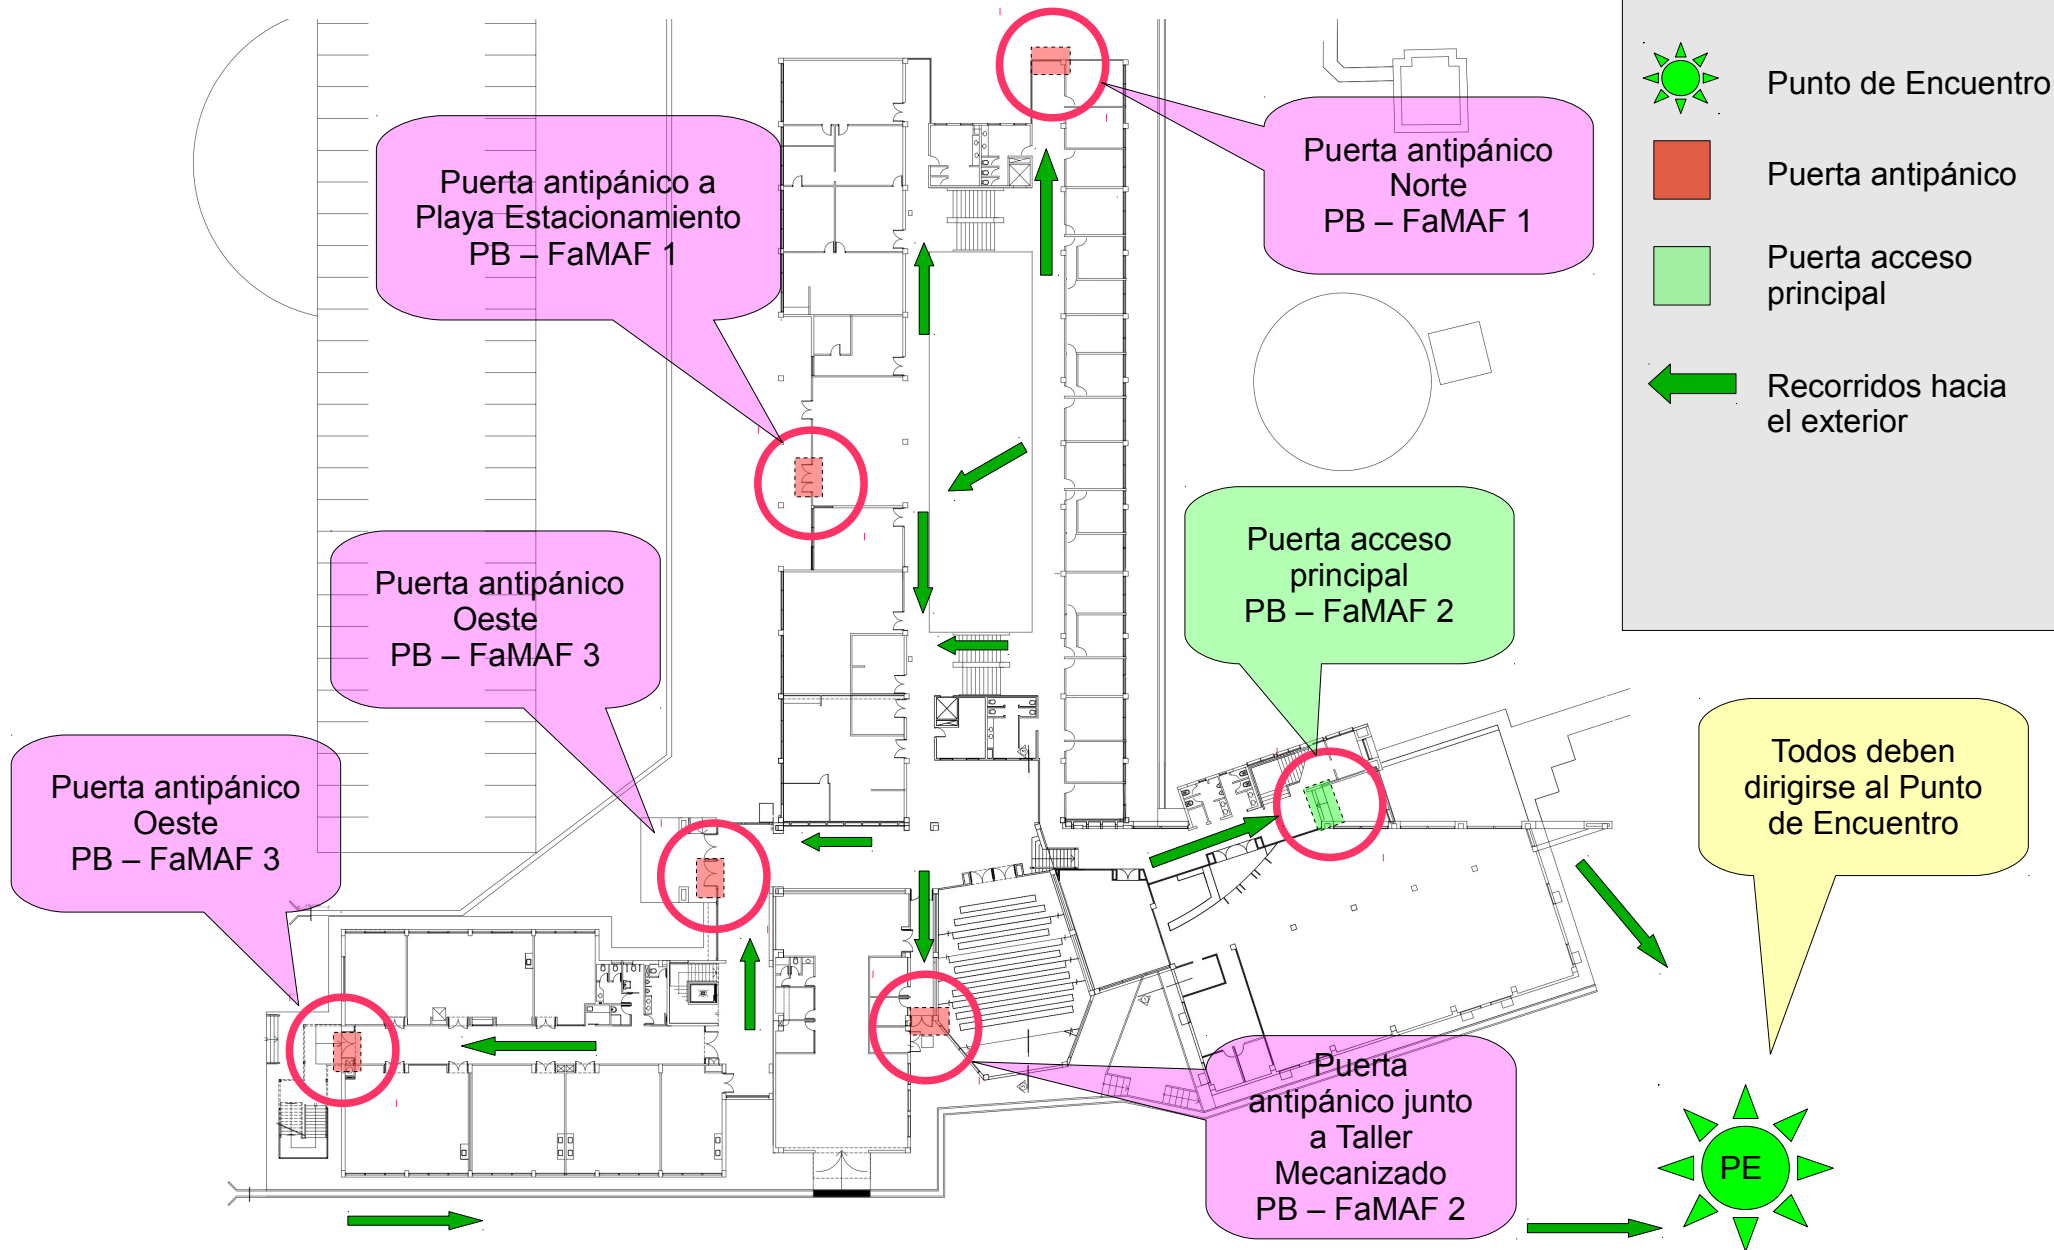 Punto de Encuentro
Puerta antipánico
Puerta acceso
principal
Recorridos hacia
el exterior
Puerta antipánico
Norte
PB – FaMAF 1
Puerta antipánico a
Playa Estacionamiento
PB – FaMAF 1
Puerta antipánico
Oeste
PB – FaMAF 3
Puerta acceso
principal
PB – FaMAF 2
Puerta antipánico
Oeste
PB – FaMAF 3
Todos deben
dirigirse al Punto
de Encuentro
Puerta
antipánico junto
a Taller
Mecanizado
PB – FaMAF 2
PE